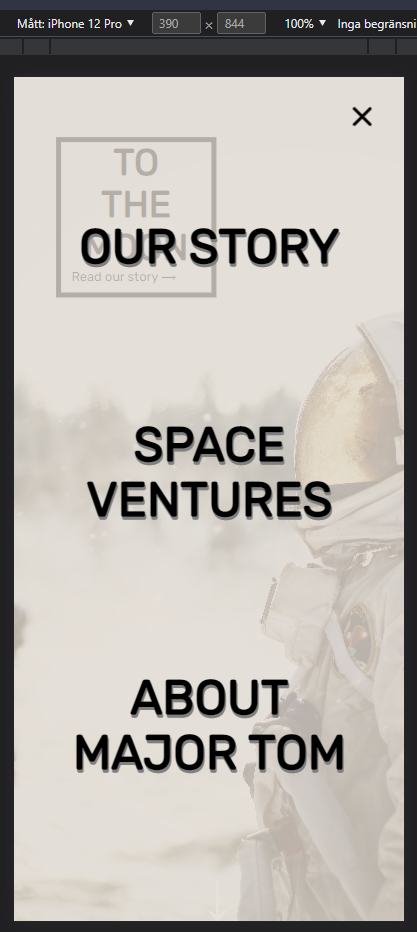 Mått: iPhone 12 Pro ▼ 390 × 844 100% ▼ Inga begränsni
×
TO
THE
MOON
OUR STORY
Read our story →
SPACE
VENTURES
ABOUT
MAJOR TOM